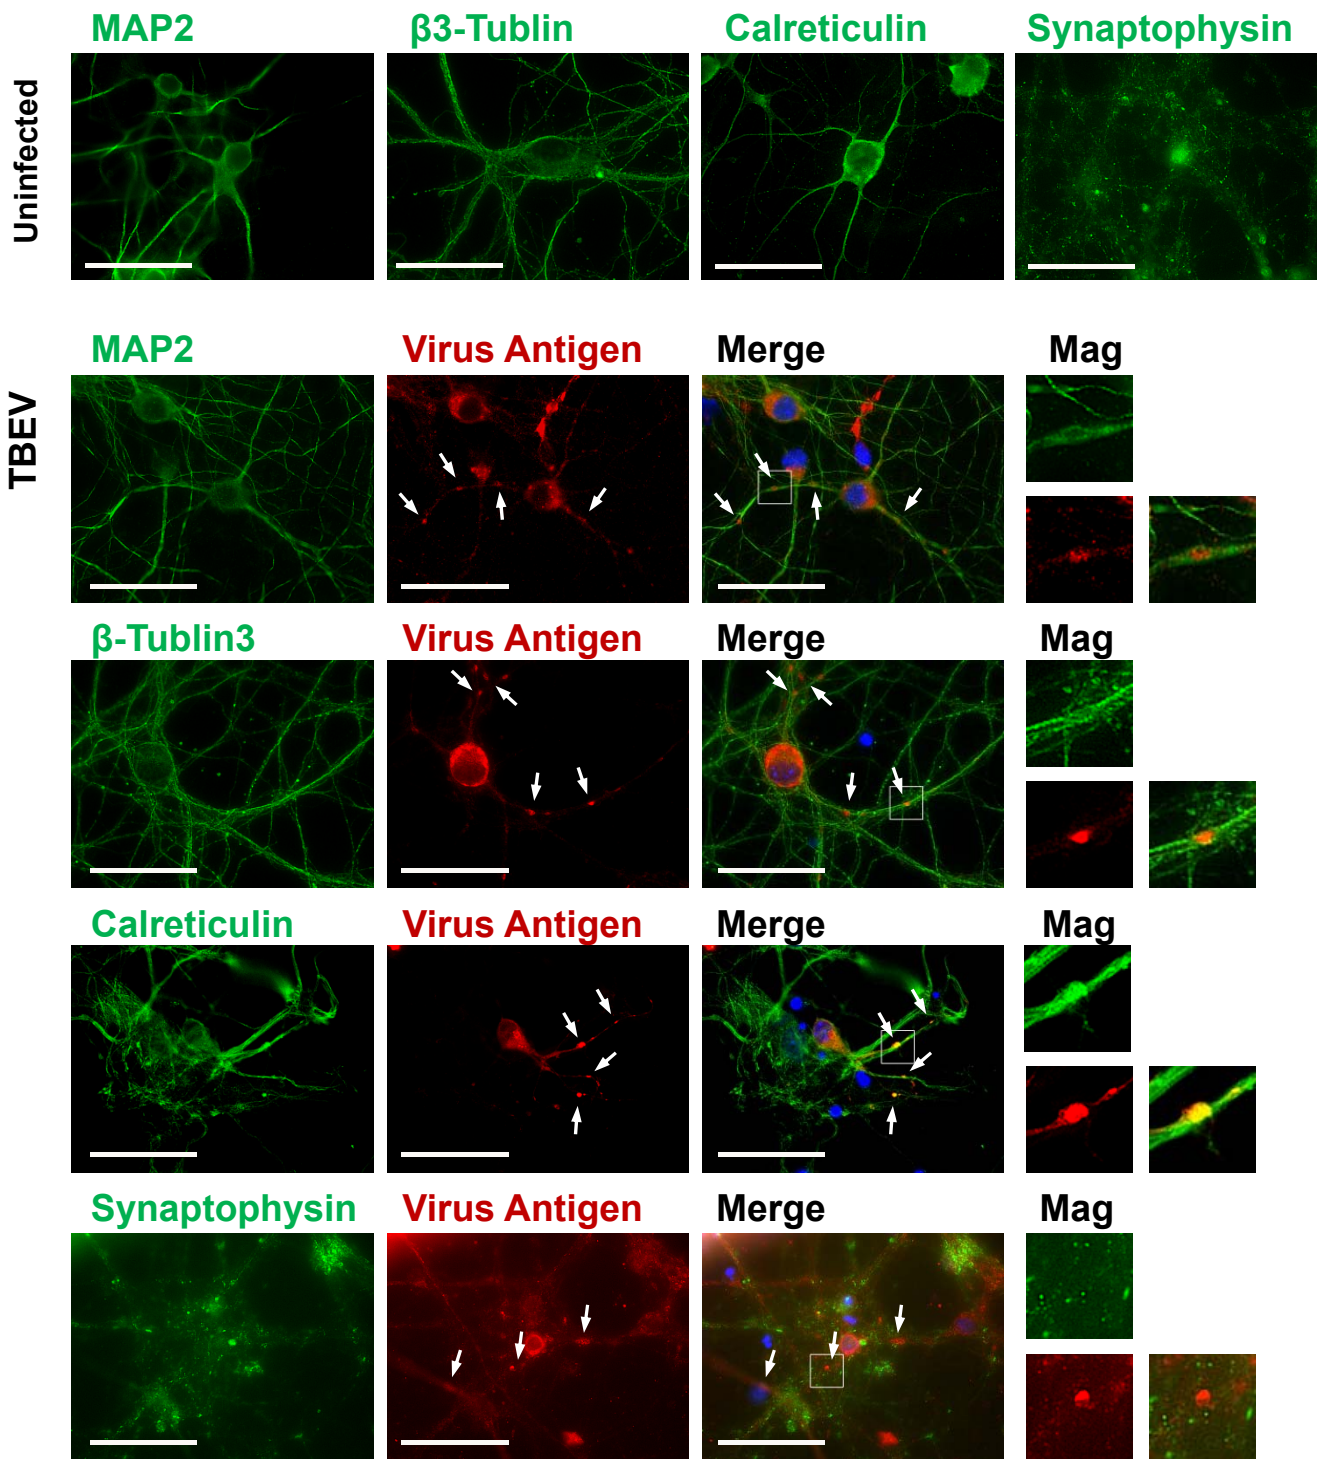 MAP2 β3-Tublin Calreticulin Synaptophysin
Uninfected
MAP2 Virus Antigen Merge Mag
TBEV
β-Tublin3 Virus Antigen Merge Mag
Calreticulin Virus Antigen Merge Mag
Synaptophysin Virus Antigen Merge Mag